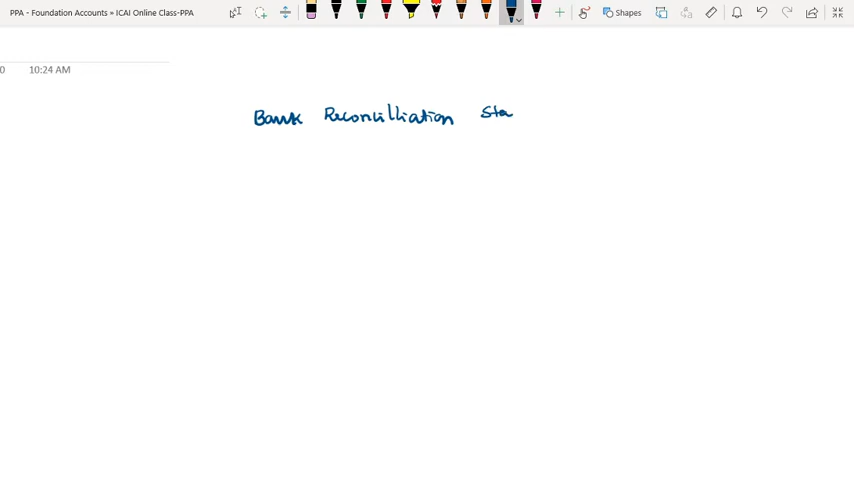 PPA - Foundation Accounts » ICAI Online Class-PPA
Shapes
0 10:24 AM
Bank Reconcilliation Sta